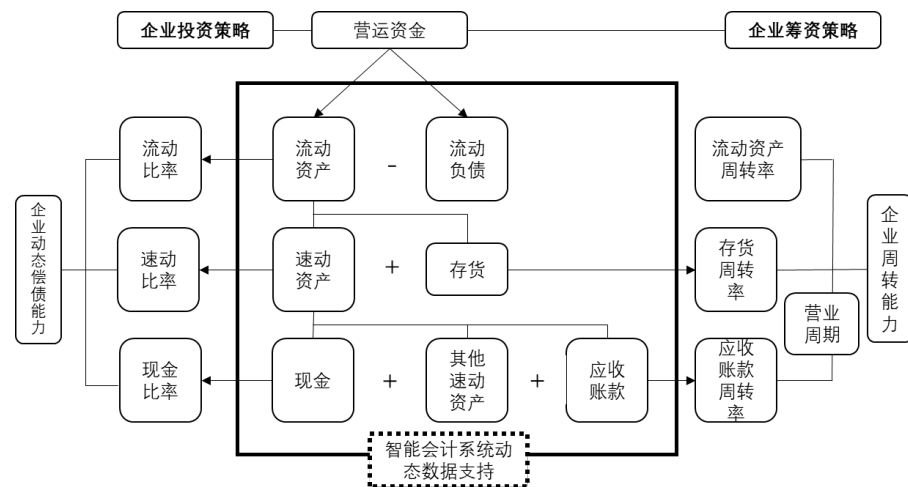 企业投资策略
营运资金
企业筹资策略
流动
比率
流动
资产
-
流动
负债
流动资产
周转率
企
业
动
态
偿
债
能
力
速动
比率
速动
资产
+
存货
存货
周转
率
企
业
周
转
能
力
营业
周期
现金
比率
现金
+
其他
速动
资产
+
应收
账款
应收
账款
周转
率
智能会计系统动
态数据支持